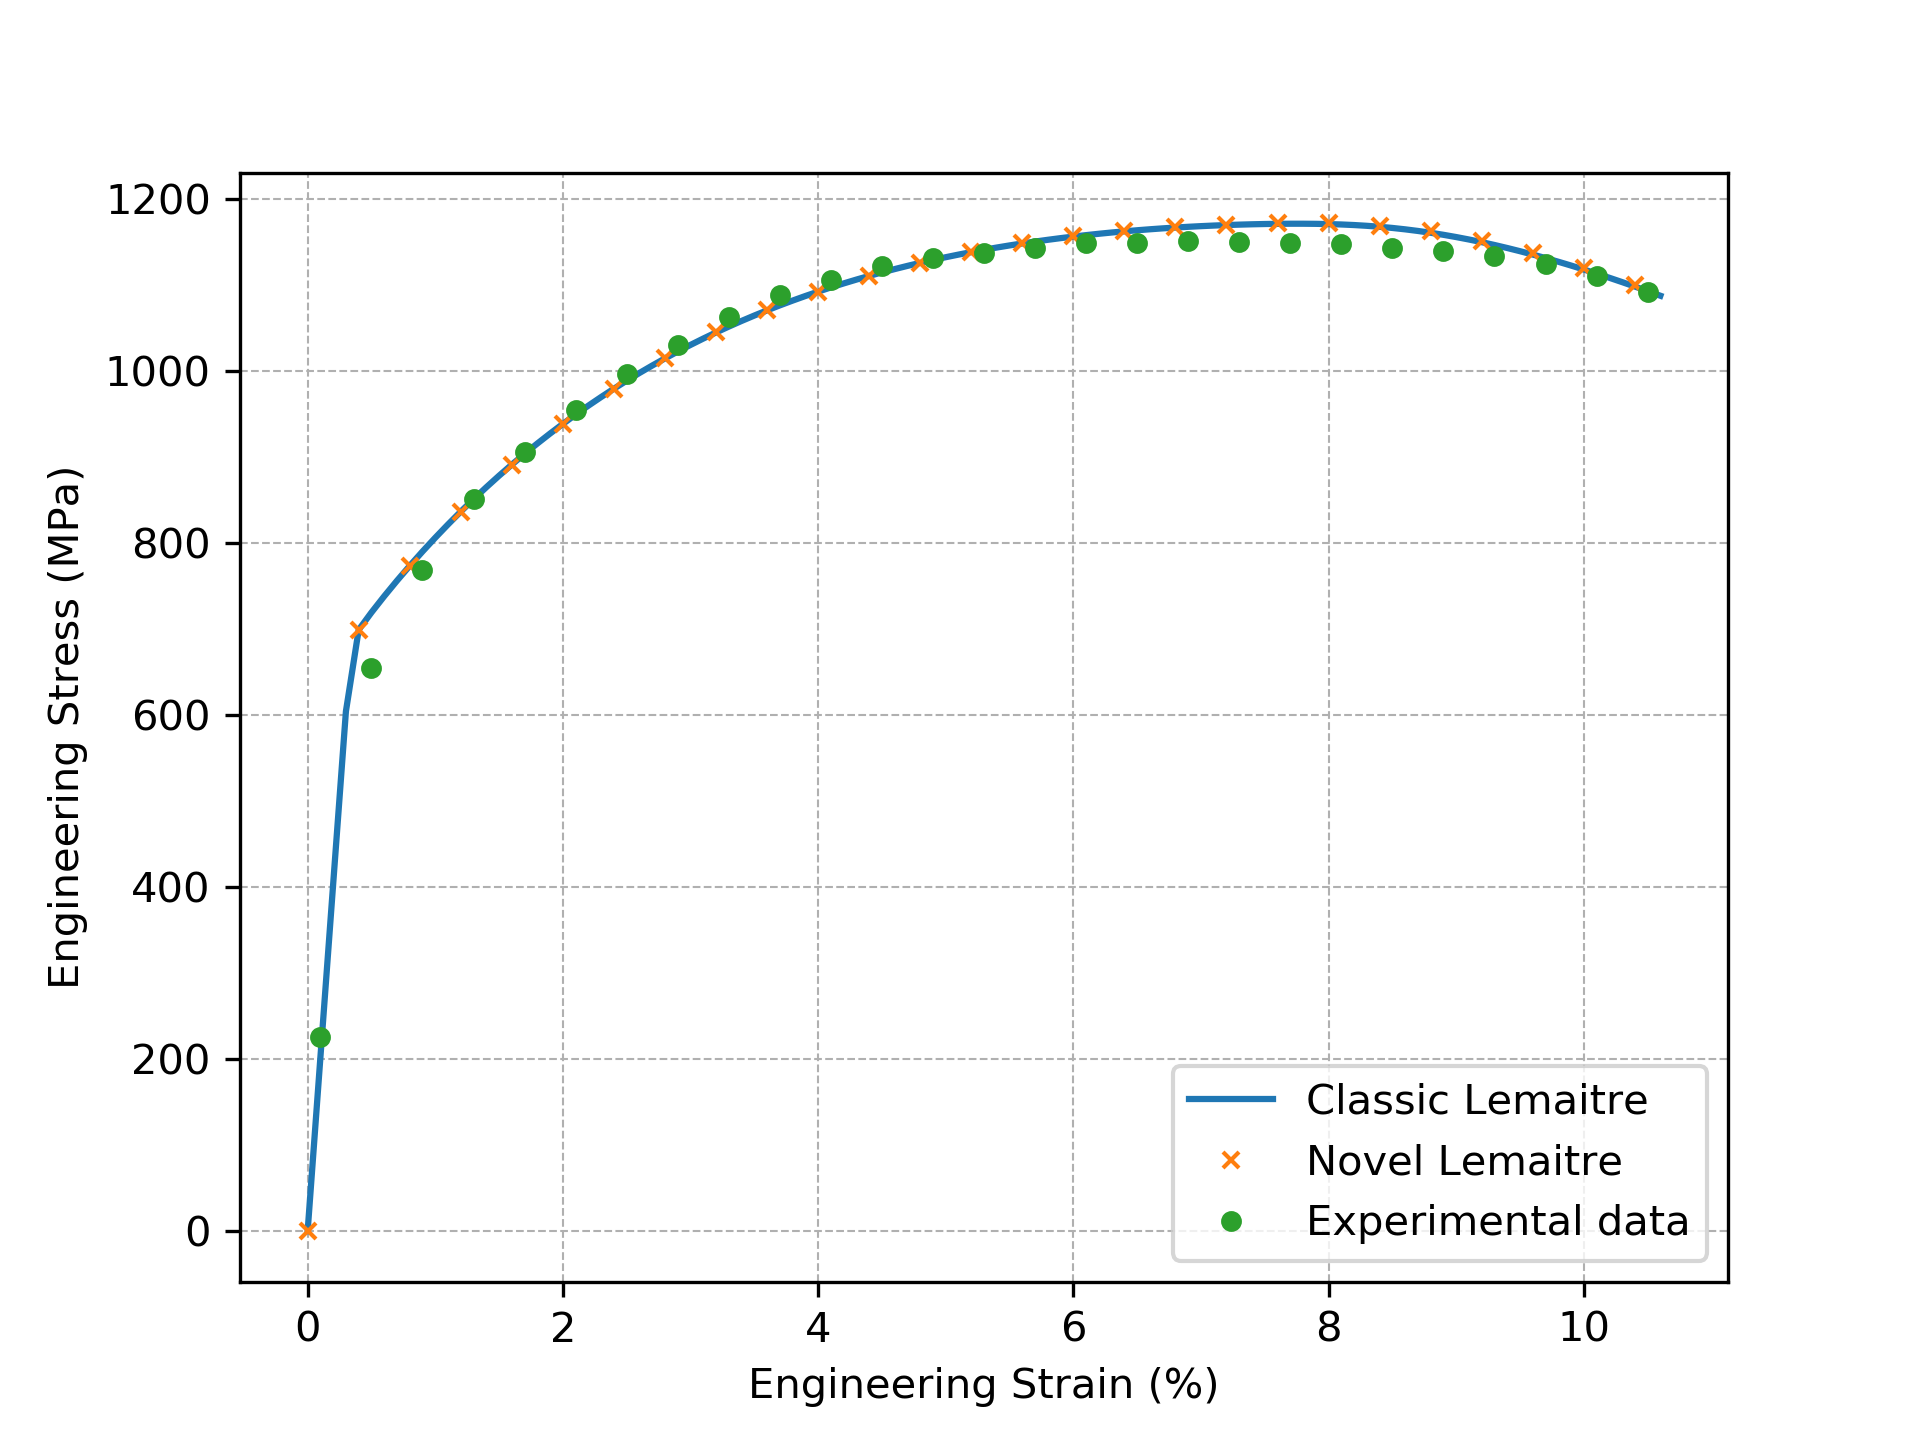 1200
1000
800
600
400
200
0
Engineering Stress (MPa)
Classic Lemaitre
Novel Lemaitre
Experimental data
0 2 4 6 8 10
Engineering Strain (%)